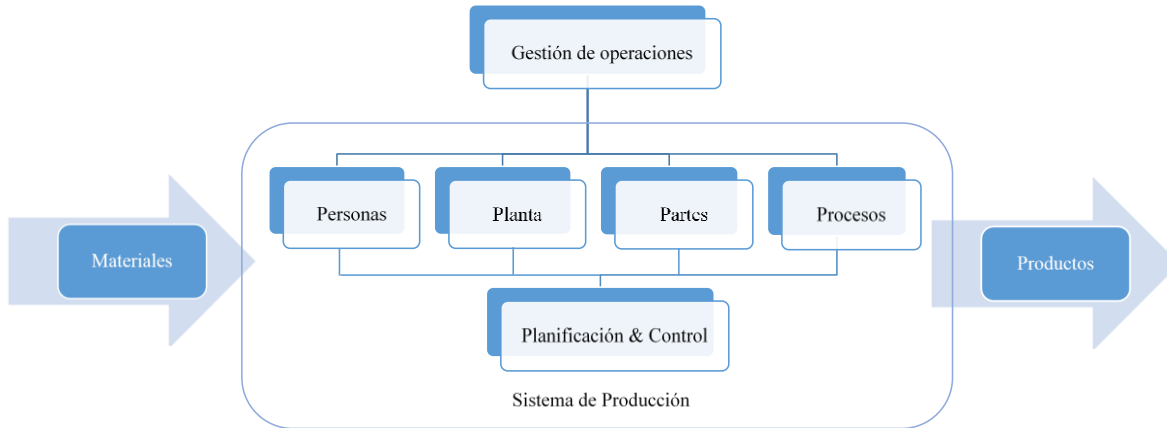 Gestión de operaciones
Personas
Planta
Partes
Procesos
Materiales
Productos
Planificación & Control
Sistema de Producción